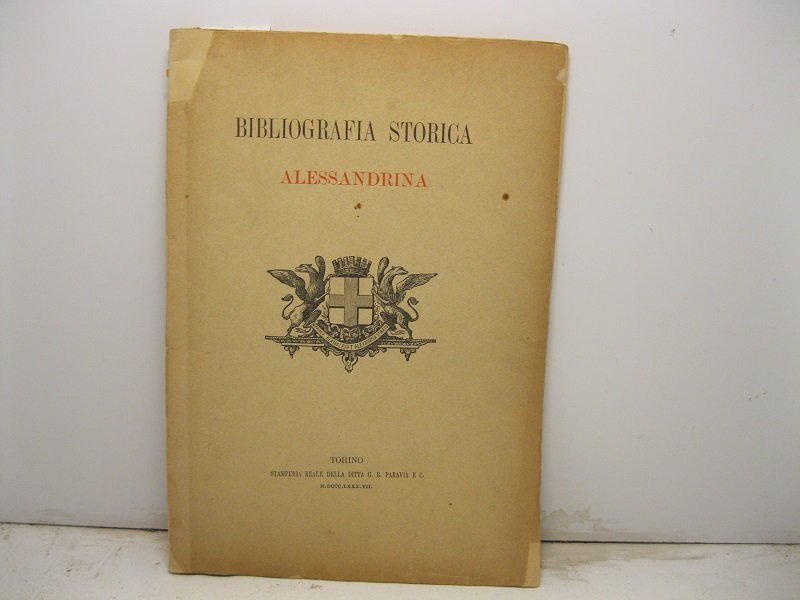 BIBLIOGRAFIA STORICA
ALESSANDRINA
TORINO
STAMPERIA REALE DELLA DITTA G. B. PARAVIA E C.
M.DCCC.LXXX.VII.